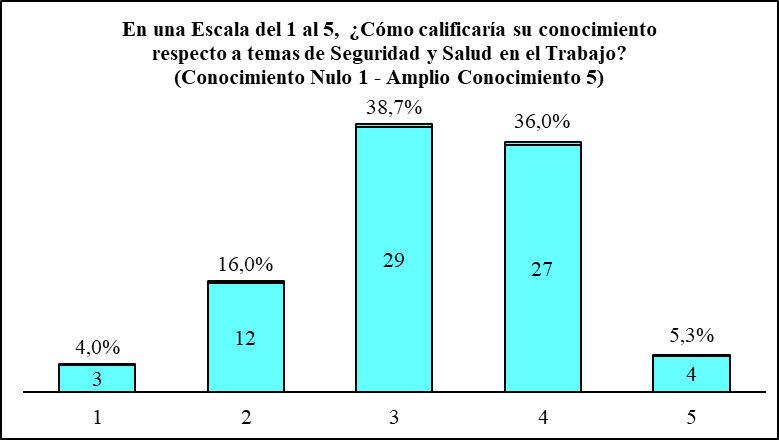 En una Escala del 1 al 5, ¿Cómo calificaría su conocimiento
respecto a temas de Seguridad y Salud en el Trabajo?
(Conocimiento Nulo 1 - Amplio Conocimiento 5)
38,7%
36,0%
16,0%
4,0%
5,3%
3
12
29
27
4
1 2 3 4 5